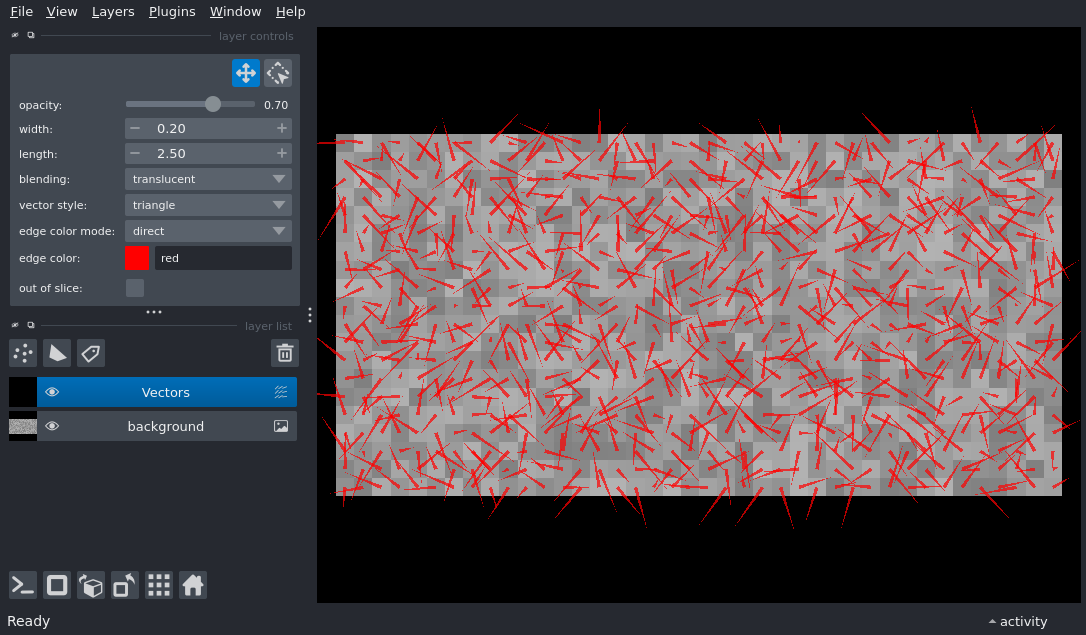 File View Layers Plugins Window Help
layer controls
opacity: 0.70
width: − 0.20 +
length: − 2.50 +
blending: translucent
vector style: triangle
edge color mode: direct
edge color: red
out of slice:
layer list
Vectors
background
Ready
activity